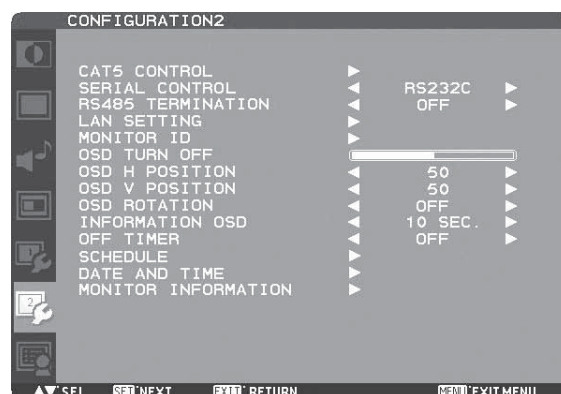 CONFIGURATION2
CAT5 CONTROL
SERIAL CONTROL RS232C
RS485 TERMINATION OFF
LAN SETTING
MONITOR ID
OSD TURN OFF
OSD H POSITION 50
OSD V POSITION 50
OSD ROTATION OFF
INFORMATION OSD 10 SEC.
OFF TIMER OFF
SCHEDULE
DATE AND TIME
MONITOR INFORMATION
1
2
▲▼:SEL SET:NEXT EXIT:RETURN MENU:EXIT MENU